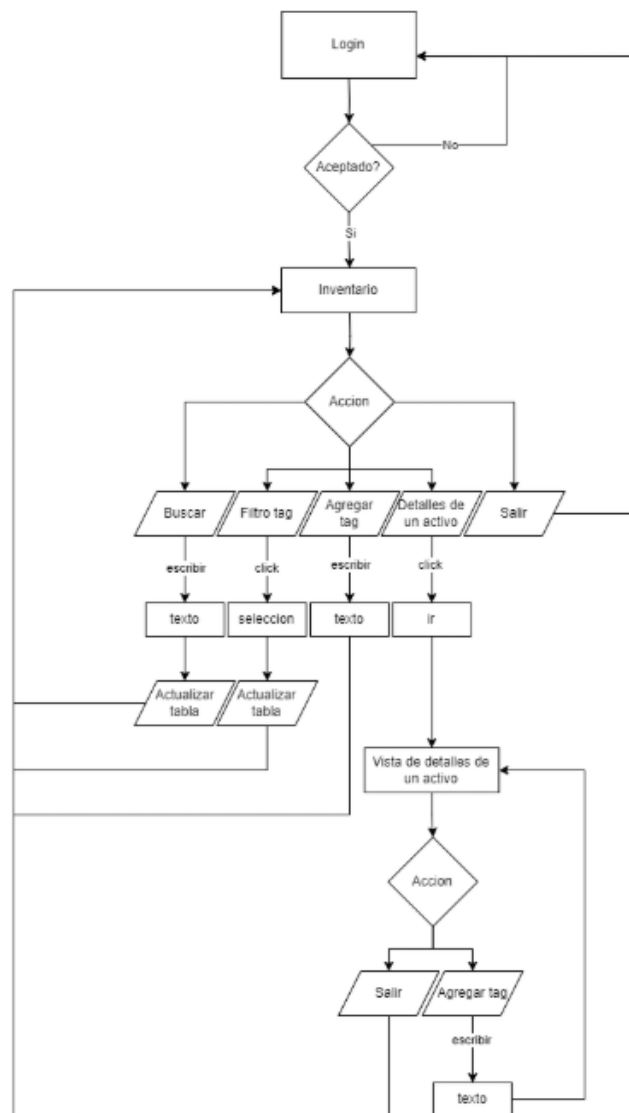 Login
Aceptado?
No
Si
Inventario
Accion
Buscar
Filtro tag
Agregar
tag
Detalles de
un activo
Salir
escribir
click
escribir
click
texto
seleccion
texto
ir
Actualizar
tabla
Actualizar
tabla
Vista de detalles de
un activo
Accion
Salir
Agregar tag
escribir
texto